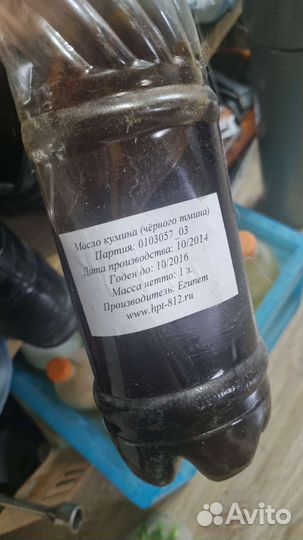 Масло кумина (чёрного тмина)
Партия: 0103057_03
Дата производства: 10/2014
Годен до: 10/2016
Масса нетто: 1 л.
Производитель: Египет
www.hpt-812.ru
Avito